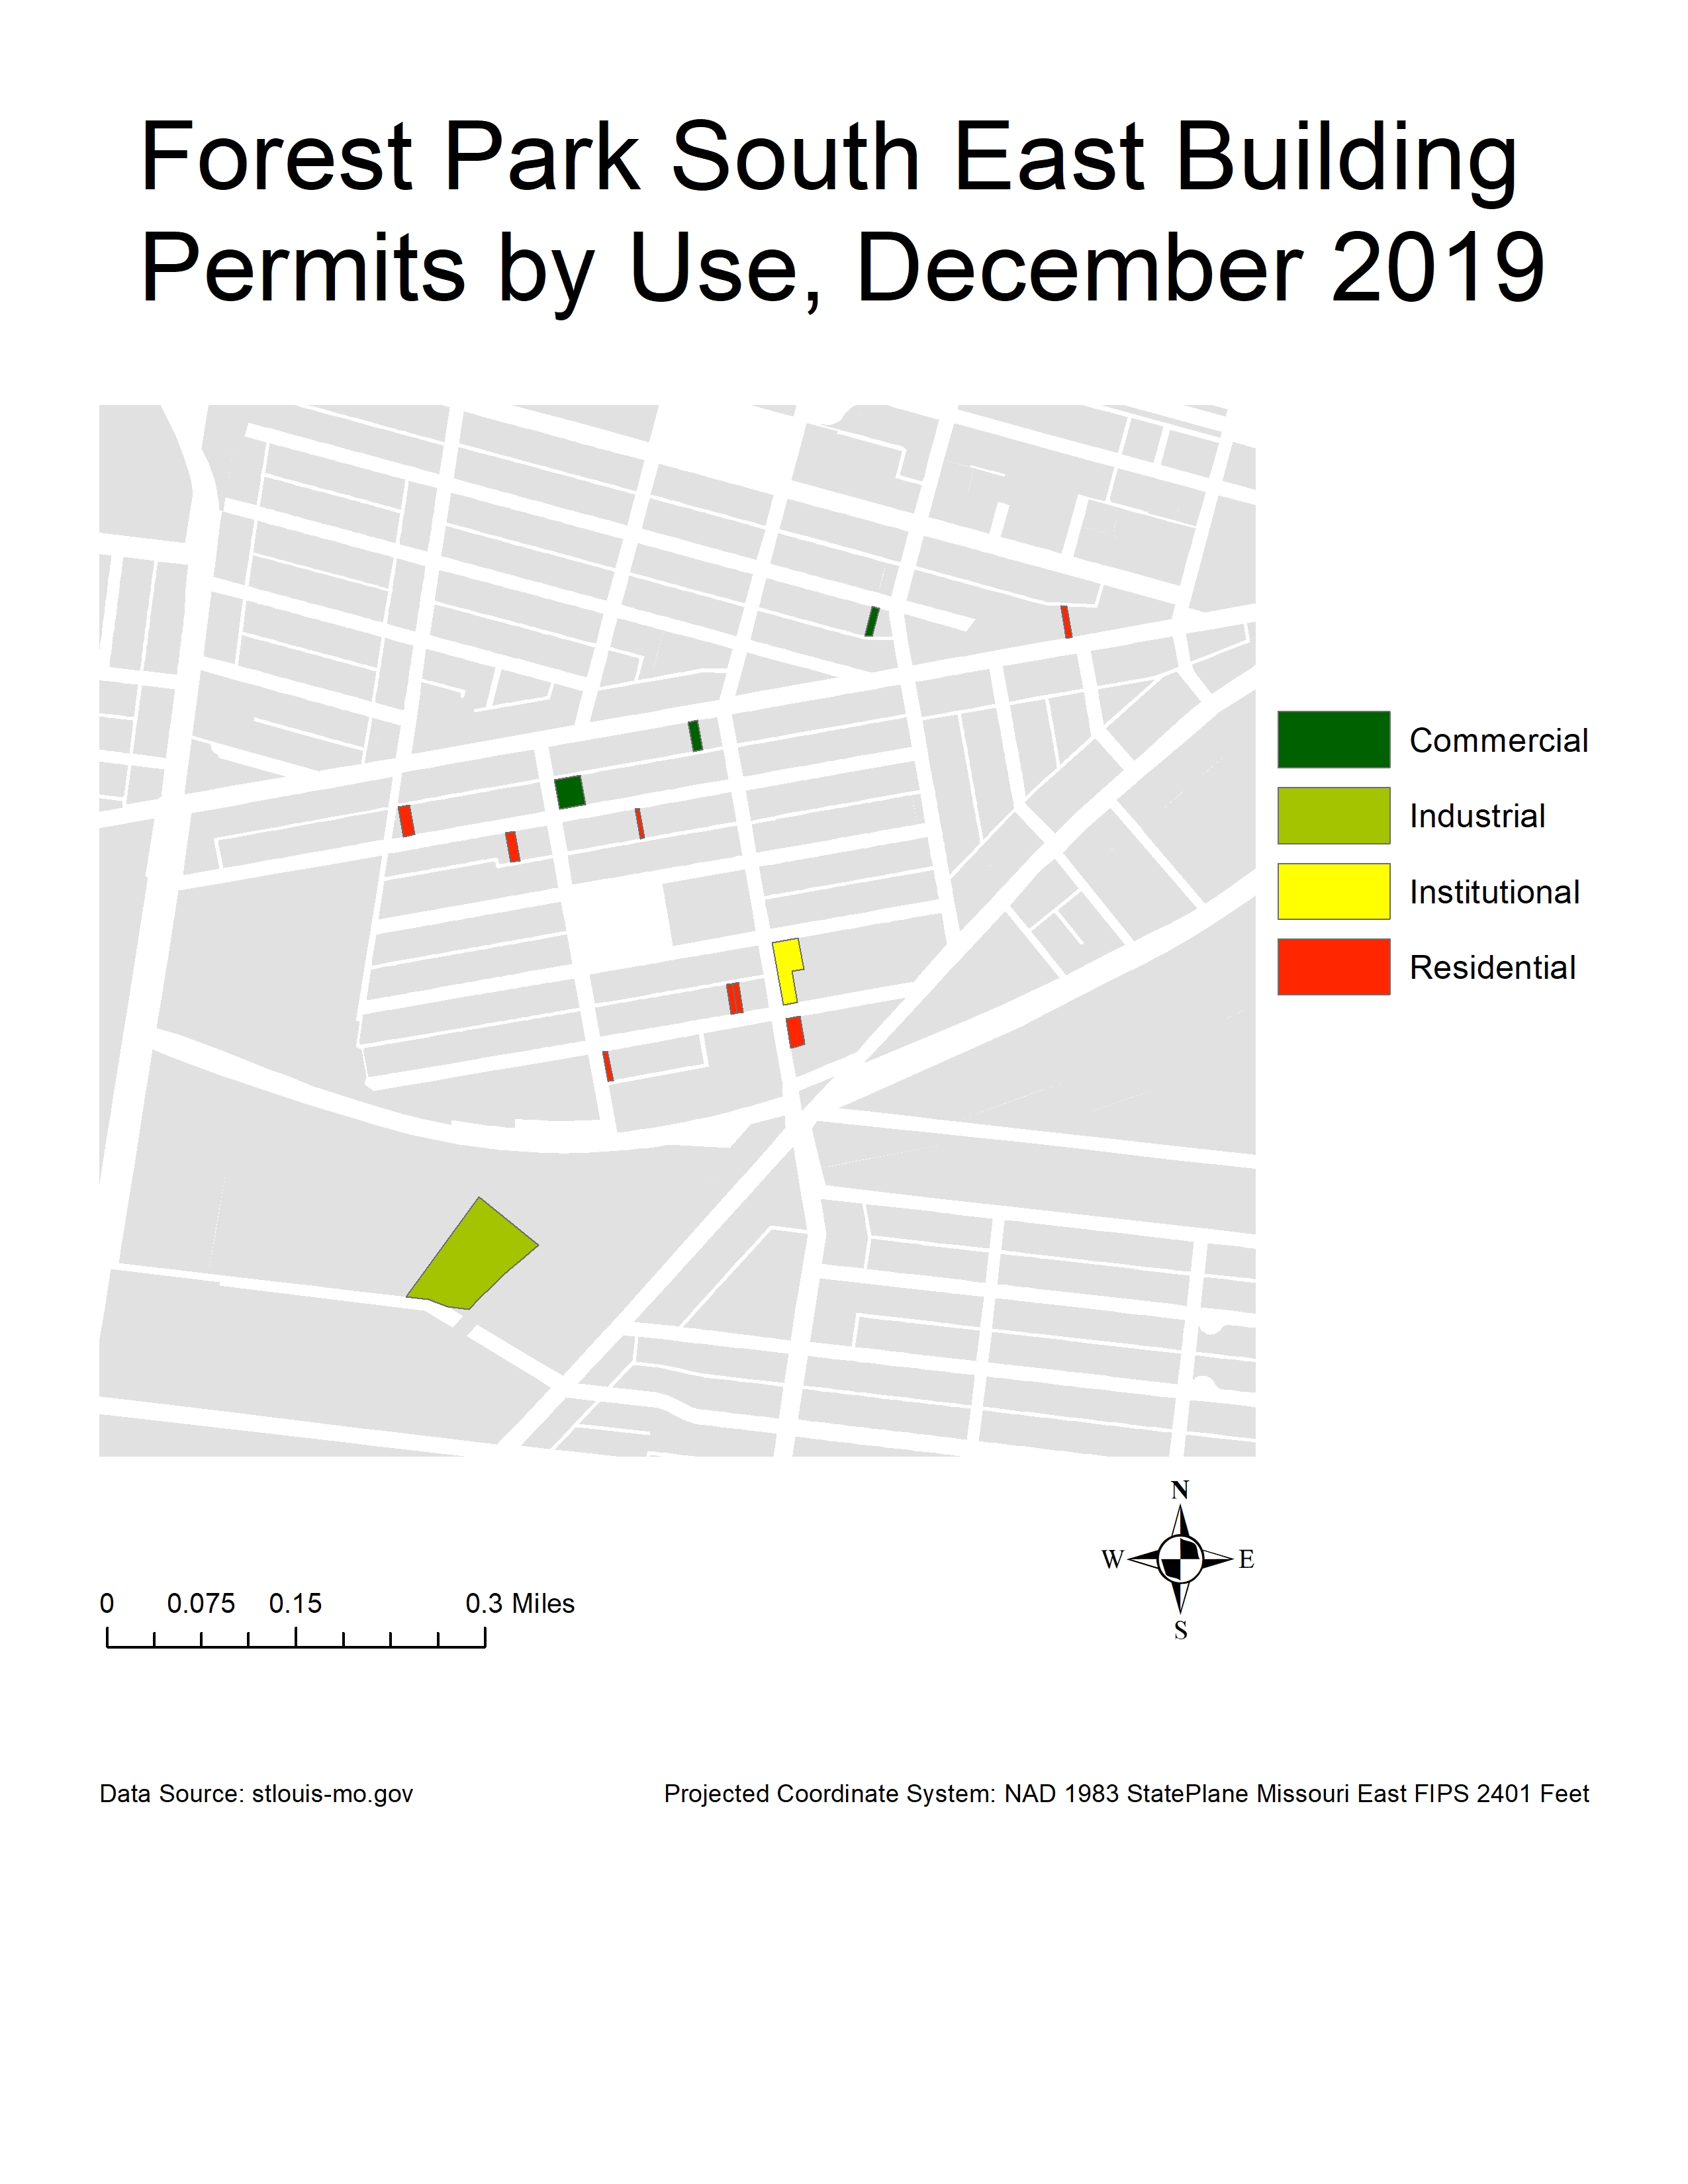 Forest Park South East Building
Permits by Use, December 2019
Commercial
Industrial
Institutional
Residential
N
W E
S
0 0.075 0.15 0.3 Miles
Data Source: stlouis-mo.gov
Projected Coordinate System: NAD 1983 StatePlane Missouri East FIPS 2401 Feet